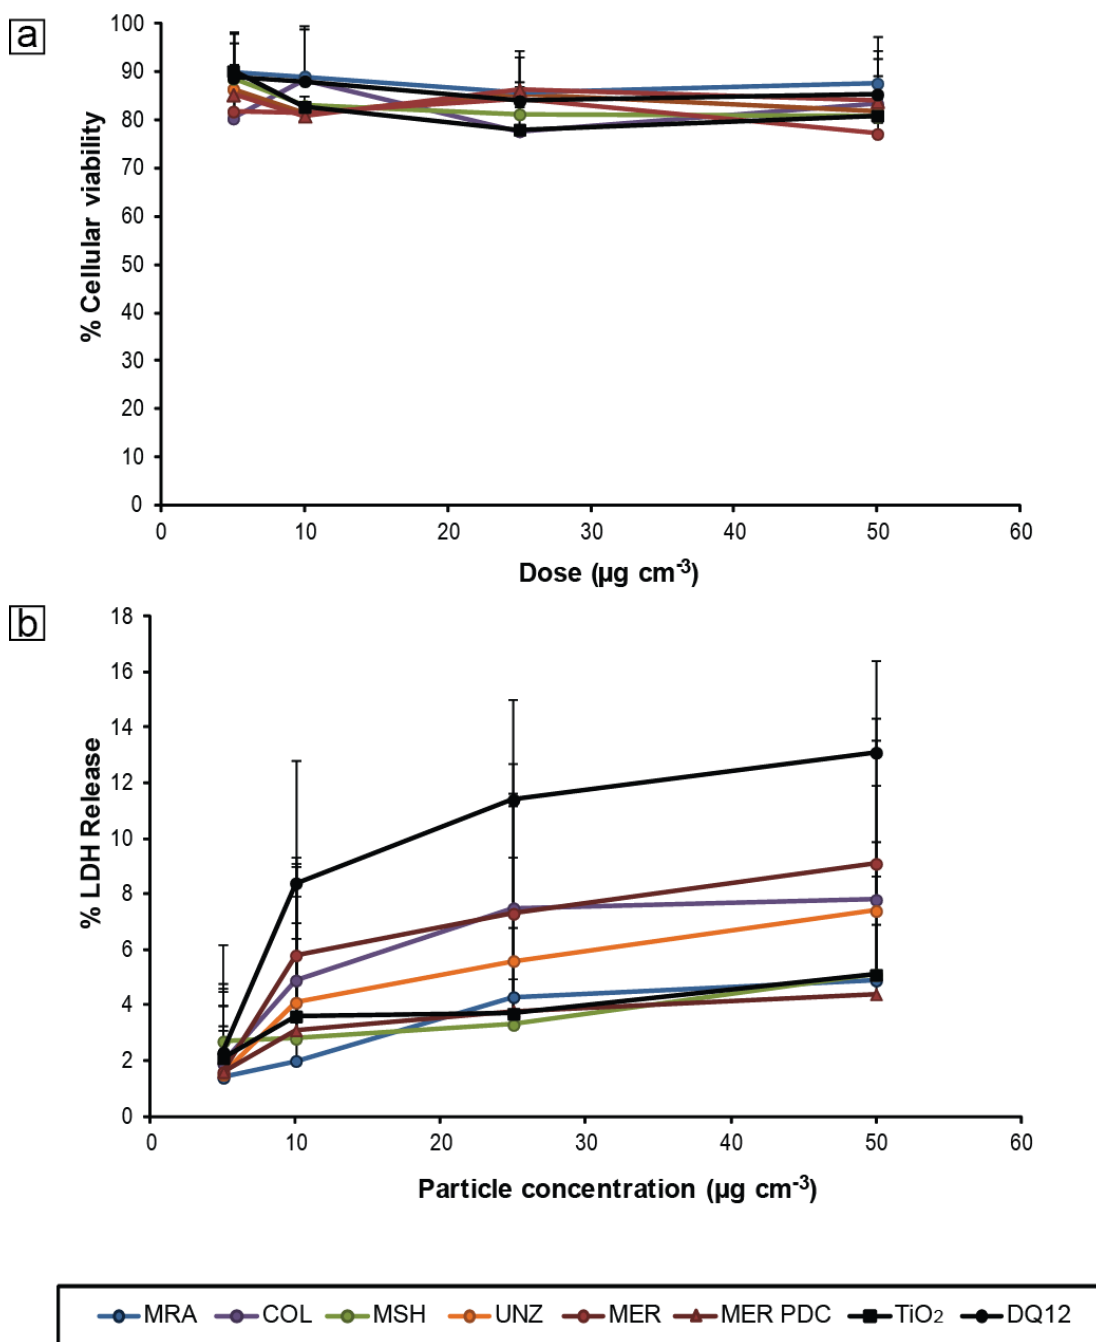 a
100
90
80
70
60
50
40
30
20
10
0
% Cellular viability
0 10 20 30 40 50 60
Dose (µg cm-3)
b
18
16
14
12
10
8
6
4
2
0
% LDH Release
0 10 20 30 40 50 60
Particle concentration (µg cm-3)
MRA COL MSH UNZ MER MER PDC TiO2 DQ12